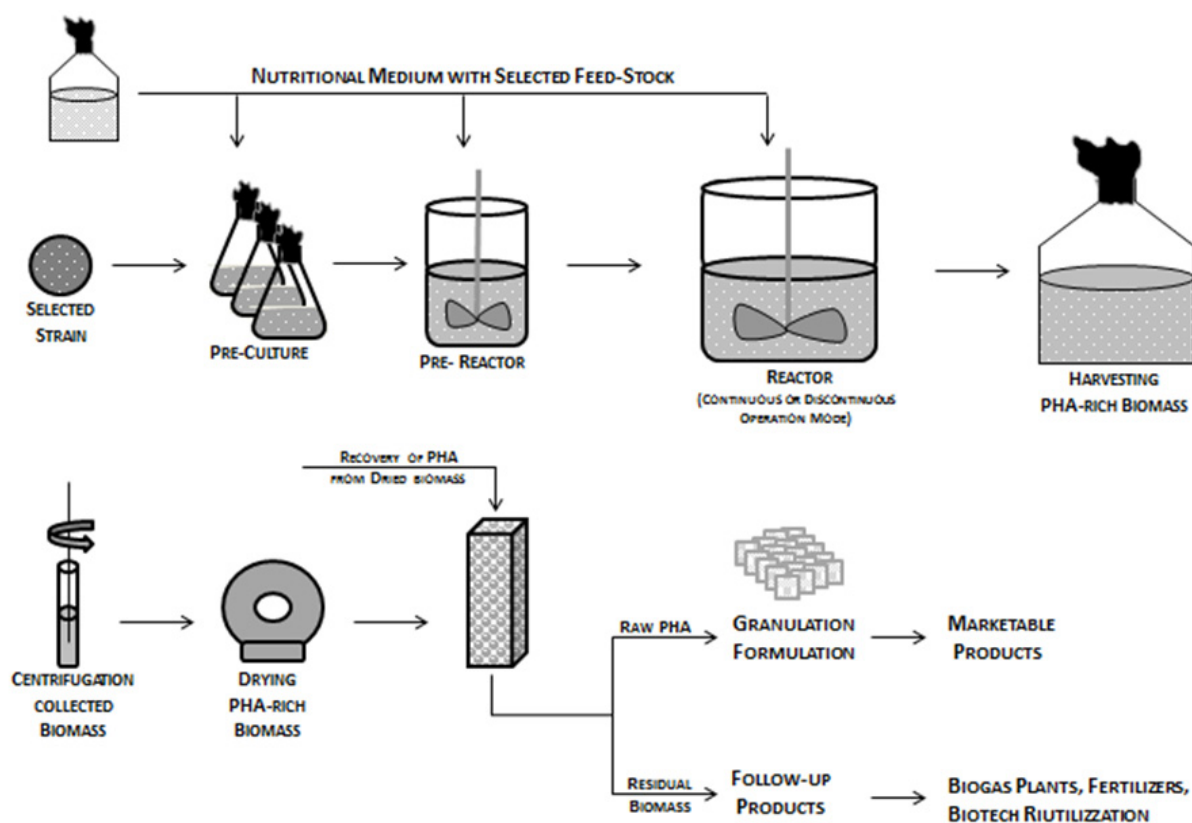 NUTRITIONAL MEDIUM WITH SELECTED FEED-STOCK
SELECTED
STRAIN
PRE-CULTURE
PRE- REACTOR
REACTOR
(CONTINUOUS OR DISCONTINUOUS
OPERATION MODE)
HARVESTING
PHA-RICH BIOMASS
RECOVERY OF PHA
FROM DRIED BIOMASS
CENTRIFUGATION
COLLECTED
BIOMASS
DRYING
PHA-RICH
BIOMASS
RAW PHA
GRANULATION
FORMULATION
MARKETABLE
PRODUCTS
RESIDUAL
BIOMASS
FOLLOW-UP
PRODUCTS
BIOGAS PLANTS, FERTILIZERS,
BIOTECH RIUTILIZZATION